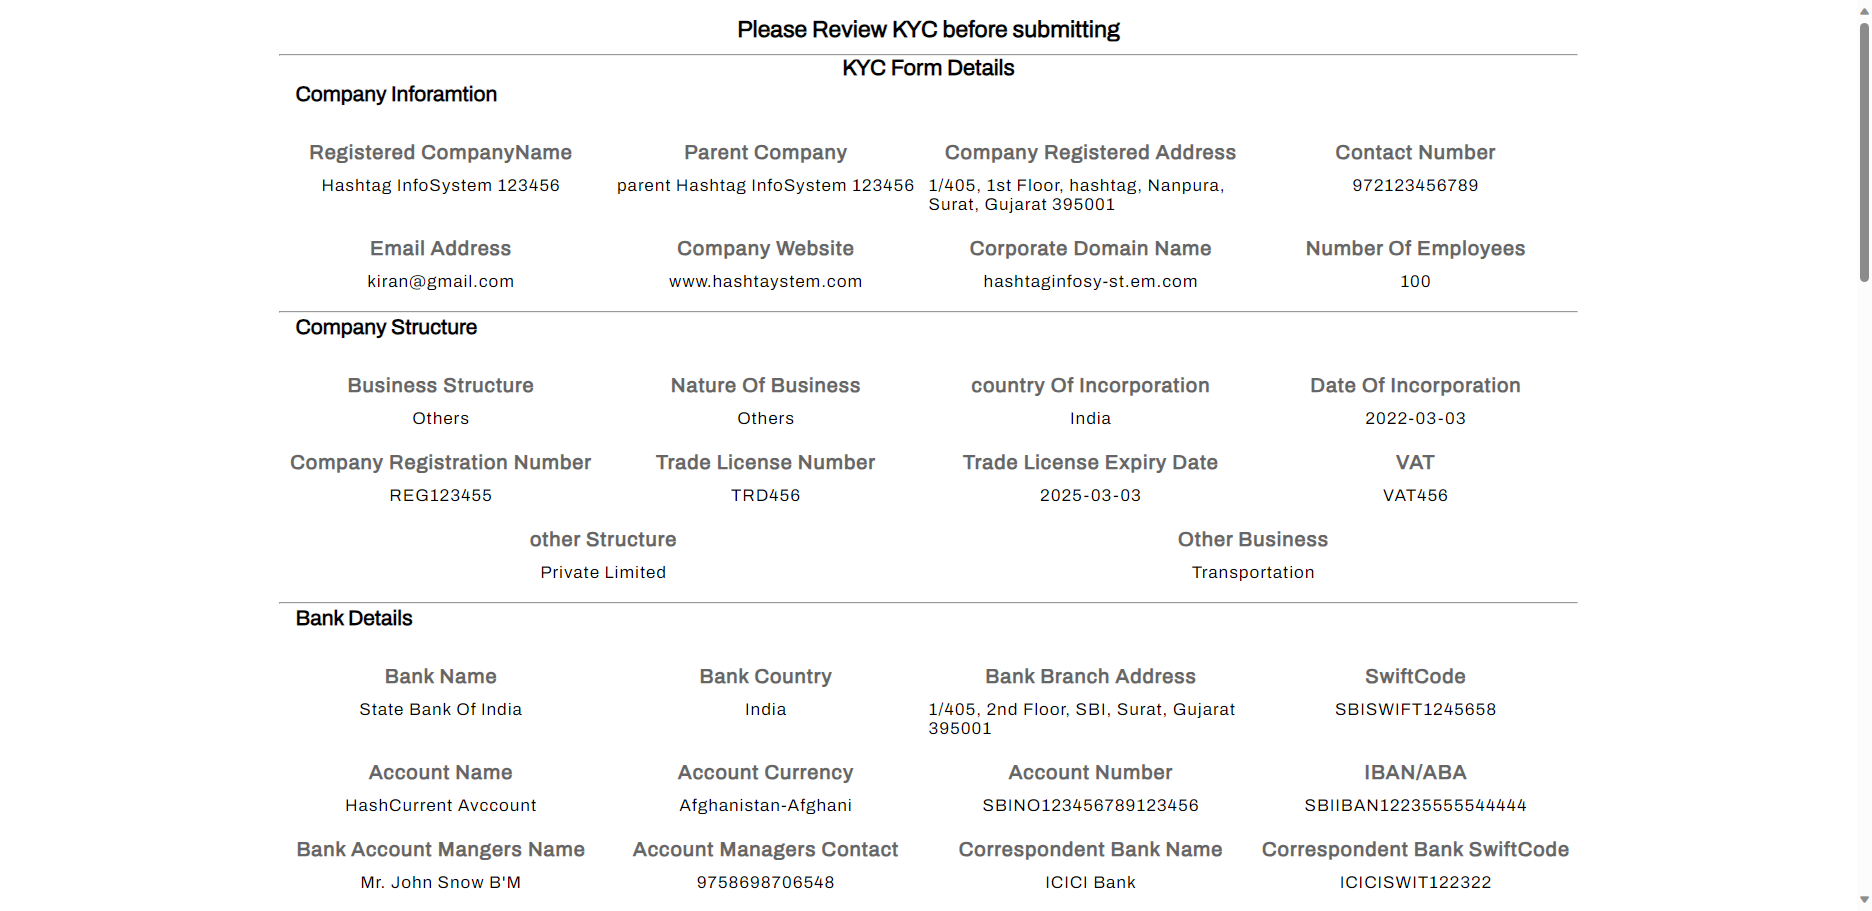 Please Review KYC before submitting
KYC Form Details
Company Inforamtion
Registered CompanyName Parent Company Company Registered Address Contact Number
Hashtag InfoSystem 123456 parent Hashtag InfoSystem 123456 1/405, 1st Floor, hashtag, Nanpura, 972123456789
Surat, Gujarat 395001
Email Address Company Website Corporate Domain Name Number Of Employees
kiran@gmail.com www.hashtaystem.com hashtaginfosy-st.em.com 100
Company Structure
Business Structure Nature Of Business country Of Incorporation Date Of Incorporation
Others Others India 2022-03-03
Company Registration Number Trade License Number Trade License Expiry Date VAT
REG123455 TRD456 2025-03-03 VAT456
other Structure Other Business
Private Limited Transportation
Bank Details
Bank Name Bank Country Bank Branch Address SwiftCode
State Bank Of India India 1/405, 2nd Floor, SBI, Surat, Gujarat SBISWIFT1245658
395001
Account Name Account Currency Account Number IBAN/ABA
HashCurrent Avccount Afghanistan-Afghani SBINO123456789123456 SBIIBAN12235555544444
Bank Account Mangers Name Account Managers Contact Correspondent Bank Name Correspondent Bank SwiftCode
Mr. John Snow B'M 9758698706548 ICICI Bank ICICISWIT122322